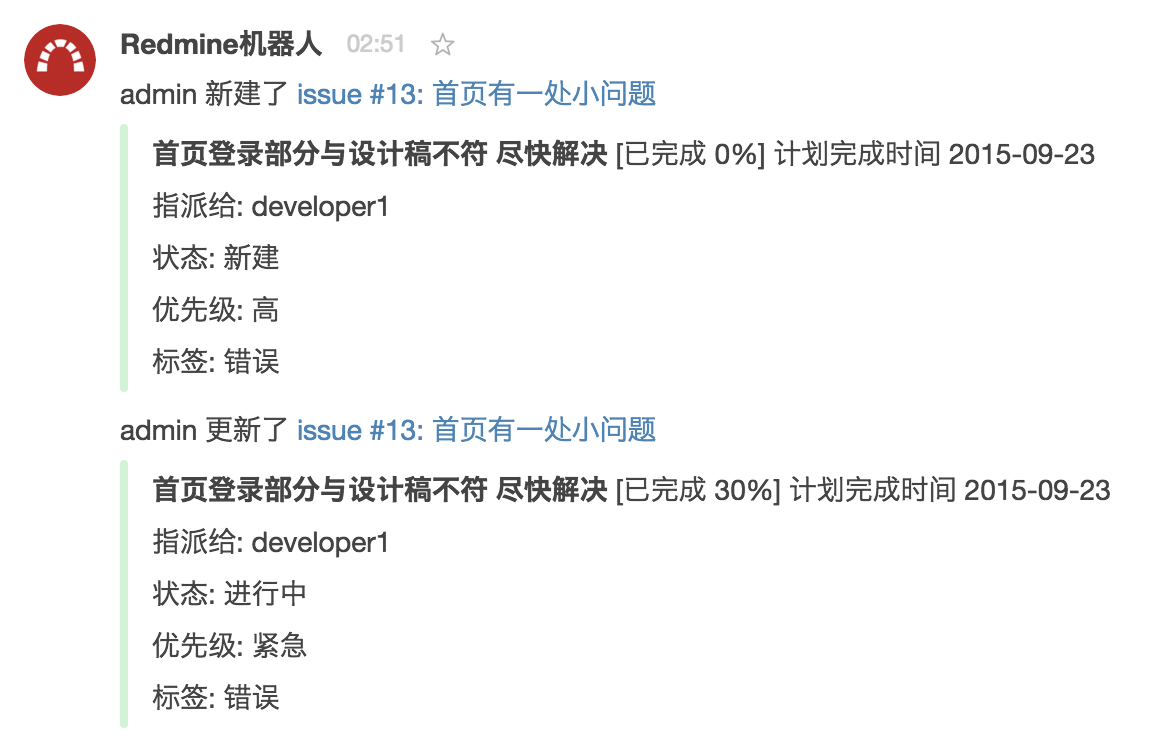 Redmine机器人 02:51
admin 新建了 issue #13: 首页有一处小问题
首页登录部分与设计稿不符 尽快解决 [已完成 0%] 计划完成时间 2015-09-23
指派给: developer1
状态: 新建
优先级: 高
标签: 错误
admin 更新了 issue #13: 首页有一处小问题
首页登录部分与设计稿不符 尽快解决 [已完成 30%] 计划完成时间 2015-09-23
指派给: developer1
状态: 进行中
优先级: 紧急
标签: 错误